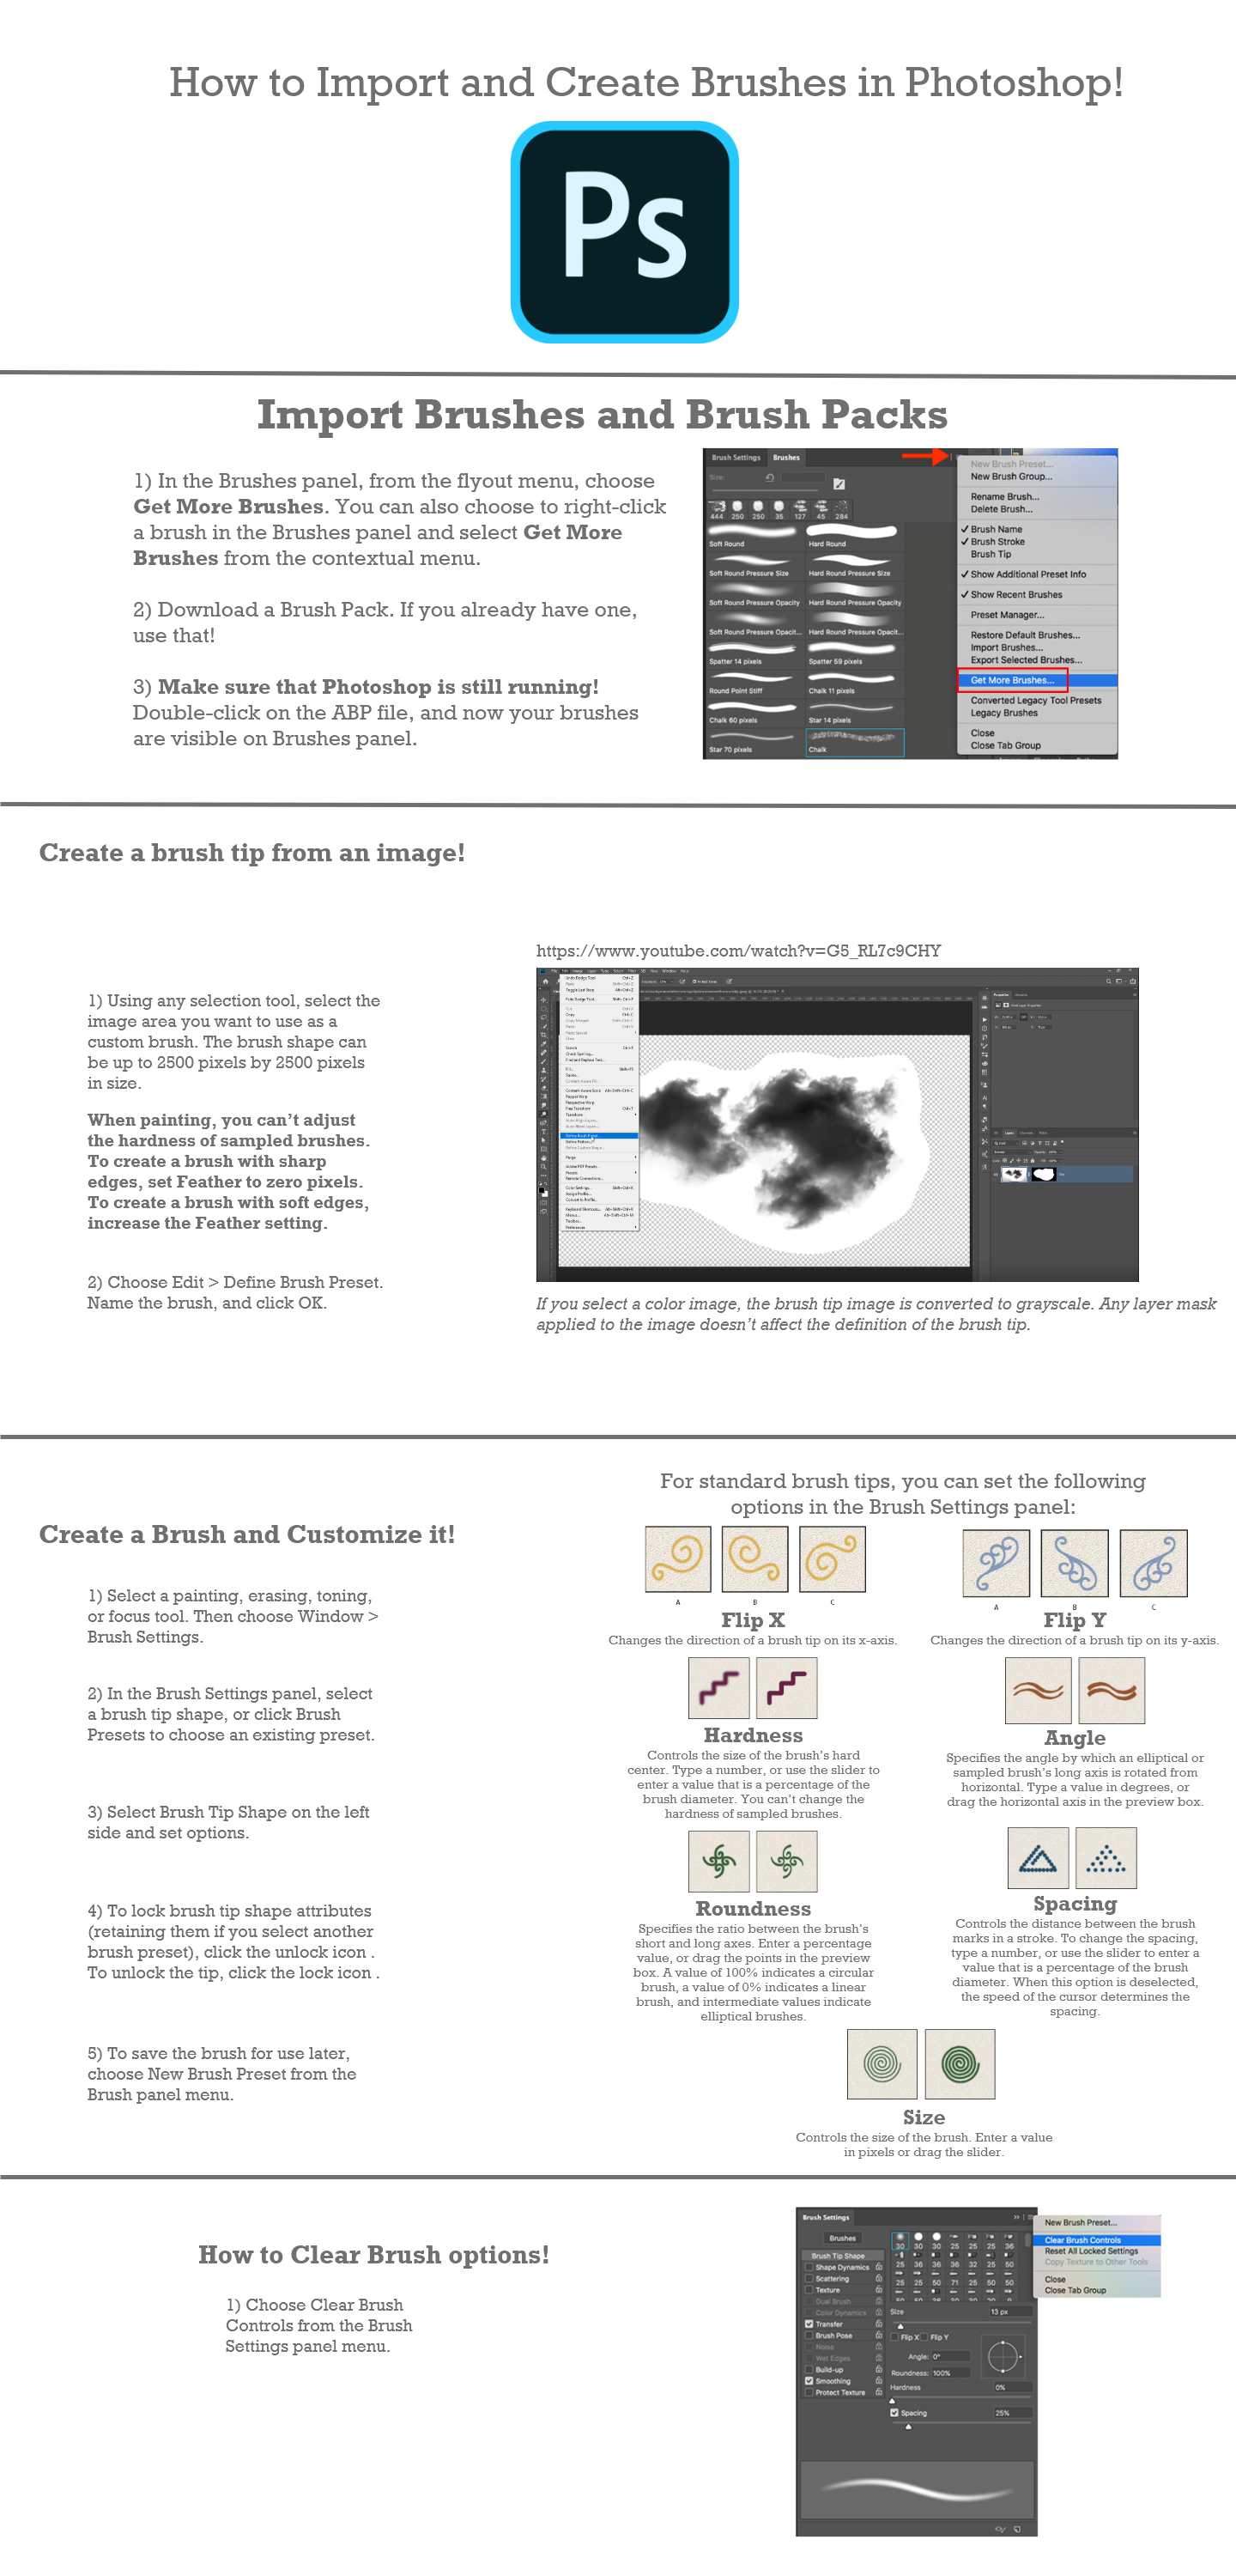 How to Import and Create Brushes in Photoshop!
Ps
Import Brushes and Brush Packs
1) In the Brushes panel, from the flyout menu, choose
Get More Brushes. You can also choose to right-click
a brush in the Brushes panel and select Get More
Brushes from the contextual menu.
2) Download a Brush Pack. If you already have one,
use that!
3) Make sure that Photoshop is still running!
Double-click on the ABP file, and now your brushes
are visible on Brushes panel.
Brush Settings Brushes
Size:
444 250 250 35 127 45 284
Soft Round Hard Round
Soft Round Pressure Size Hard Round Pressure Size
Soft Round Pressure Opacity Hard Round Pressure Opacity
Soft Round Pressure Opacit... Hard Round Pressure Opacit...
Spatter 14 pixels Spatter 59 pixels
Round Point Stiff Chalk 11 pixels
Chalk 60 pixels Star 14 pixels
Star 70 pixels Chalk
New Brush Preset...
New Brush Group...
Rename Brush...
Delete Brush...
✓ Brush Name
✓ Brush Stroke
Brush Tip
✓ Show Additional Preset Info
✓ Show Recent Brushes
Preset Manager...
Restore Default Brushes...
Import Brushes...
Export Selected Brushes...
Get More Brushes...
Converted Legacy Tool Presets
Legacy Brushes
Close
Close Tab Group
Create a brush tip from an image!
1) Using any selection tool, select the
image area you want to use as a
custom brush. The brush shape can
be up to 2500 pixels by 2500 pixels
in size.
When painting, you can't adjust
the hardness of sampled brushes.
To create a brush with sharp
edges, set Feather to zero pixels.
To create a brush with soft edges,
increase the Feather setting.
2) Choose Edit > Define Brush Preset.
Name the brush, and click OK.
https://www.youtube.com/watch?v=G5_RL7c9CHY
If you select a color image, the brush tip image is converted to grayscale. Any layer mask
applied to the image doesn't affect the definition of the brush tip.
Create a Brush and Customize it!
1) Select a painting, erasing, toning,
or focus tool. Then choose Window >
Brush Settings.
2) In the Brush Settings panel, select
a brush tip shape, or click Brush
Presets to choose an existing preset.
3) Select Brush Tip Shape on the left
side and set options.
4) To lock brush tip shape attributes
(retaining them if you select another
brush preset), click the unlock icon .
To unlock the tip, click the lock icon .
5) To save the brush for use later,
choose New Brush Preset from the
Brush panel menu.
For standard brush tips, you can set the following
options in the Brush Settings panel:
A B C
Flip X
Changes the direction of a brush tip on its x-axis.
A B C
Flip Y
Changes the direction of a brush tip on its y-axis.
Hardness
Controls the size of the brush's hard
center. Type a number, or use the slider to
enter a value that is a percentage of the
brush diameter. You can't change the
hardness of sampled brushes.
Angle
Specifies the angle by which an elliptical or
sampled brush's long axis is rotated from
horizontal. Type a value in degrees, or
drag the horizontal axis in the preview box.
Roundness
Specifies the ratio between the brush's
short and long axes. Enter a percentage
value, or drag the points in the preview
box. A value of 100% indicates a circular
brush, a value of 0% indicates a linear
brush, and intermediate values indicate
elliptical brushes.
Spacing
Controls the distance between the brush
marks in a stroke. To change the spacing,
type a number, or use the slider to enter a
value that is a percentage of the brush
diameter. When this option is deselected,
the speed of the cursor determines the
spacing.
Size
Controls the size of the brush. Enter a value
in pixels or drag the slider.
How to Clear Brush options!
1) Choose Clear Brush
Controls from the Brush
Settings panel menu.
Brush Settings
Brushes
Brush Tip Shape
Shape Dynamics
Scattering
Texture
Dual Brush
Color Dynamics
Transfer
Brush Pose
Noise
Wet Edges
Build-up
Smoothing
Protect Texture
30 30 30 25 25 25 36
25 36 36 36 32 25 50
25 25 50 71 25 50 50
Size 13 px
Flip X Flip Y
Angle: 0°
Roundness: 100%
Hardness 0%
Spacing 25%
New Brush Preset...
Clear Brush Controls
Reset All Locked Settings
Copy Texture to Other Tools
Close
Close Tab Group